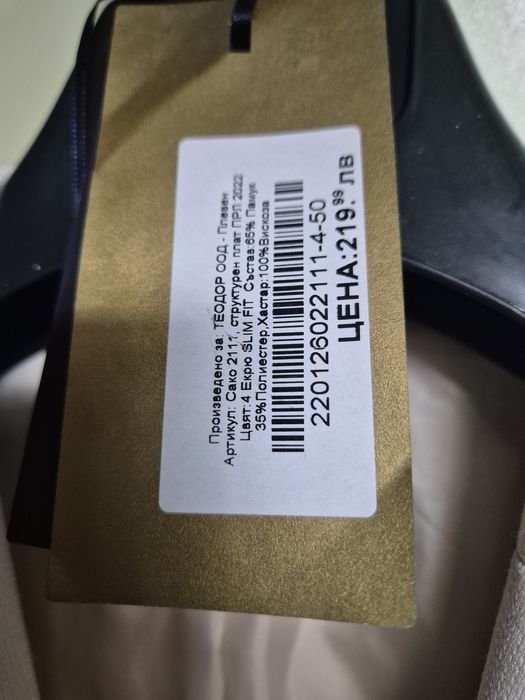 Произведено за: ТЕОДОР ООД - Плевен
Артикул: Сако 2111, структурен плат ПРЛ 2022
Цвят:4 Екрю SLIM FIT Състав:65% Памук
35%Полиестер,Хастар:100%Вискоза
220126022111-4-50
ЦЕНА:219.99 ЛВ